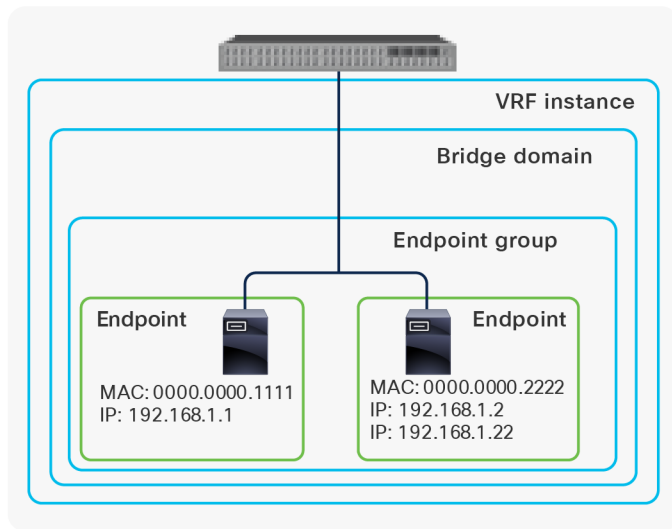 VRF instance
Bridge domain
Endpoint group
Endpoint
MAC: 0000.0000.1111
IP: 192.168.1.1
Endpoint
MAC: 0000.0000.2222
IP: 192.168.1.2
IP: 192.168.1.22